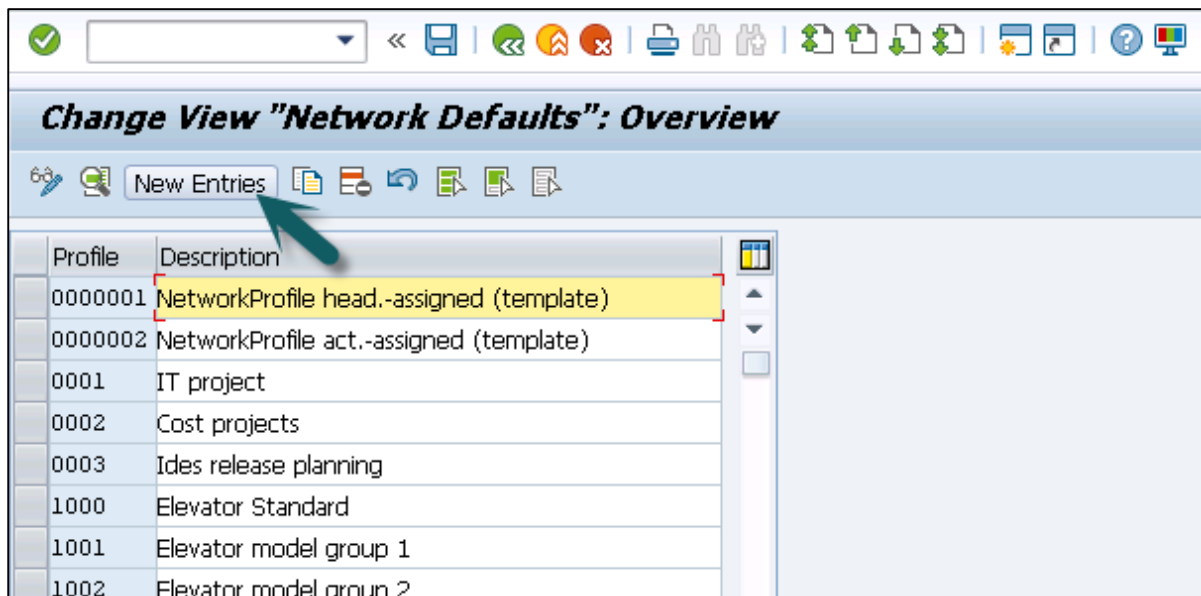 Change View "Network Defaults": Overview
New Entries
Profile Description
0000001 NetworkProfile head.-assigned (template)
0000002 NetworkProfile act.-assigned (template)
0001 IT project
0002 Cost projects
0003 Ides release planning
1000 Elevator Standard
1001 Elevator model group 1
1002 Elevator model group 2